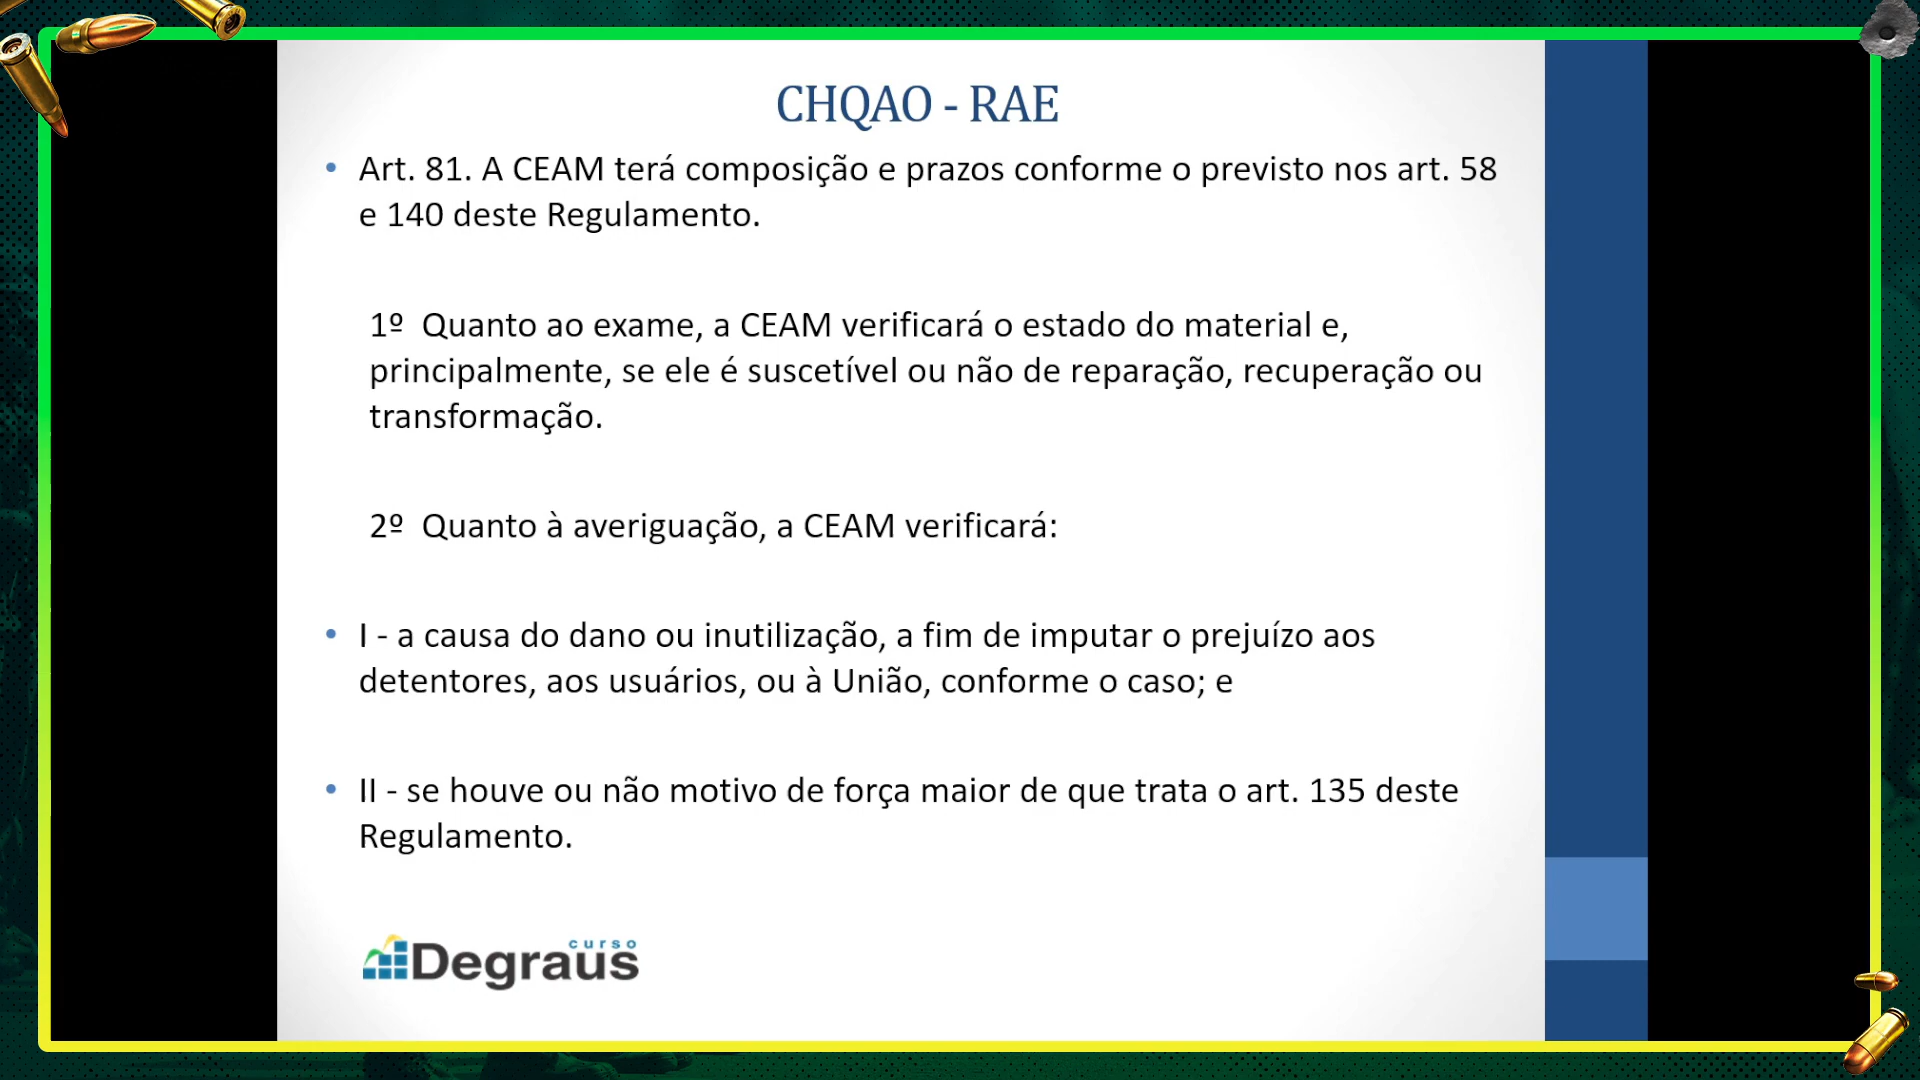 CHQAO - RAE
• Art. 81. A CEAM terá composição e prazos conforme o previsto nos art. 58
e 140 deste Regulamento.
1º Quanto ao exame, a CEAM verificará o estado do material e,
principalmente, se ele é suscetível ou não de reparação, recuperação ou
transformação.
2º Quanto à averiguação, a CEAM verificará:
• I - a causa do dano ou inutilização, a fim de imputar o prejuízo aos
detentores, aos usuários, ou à União, conforme o caso; e
• II - se houve ou não motivo de força maior de que trata o art. 135 deste
Regulamento.
curso
Degraus